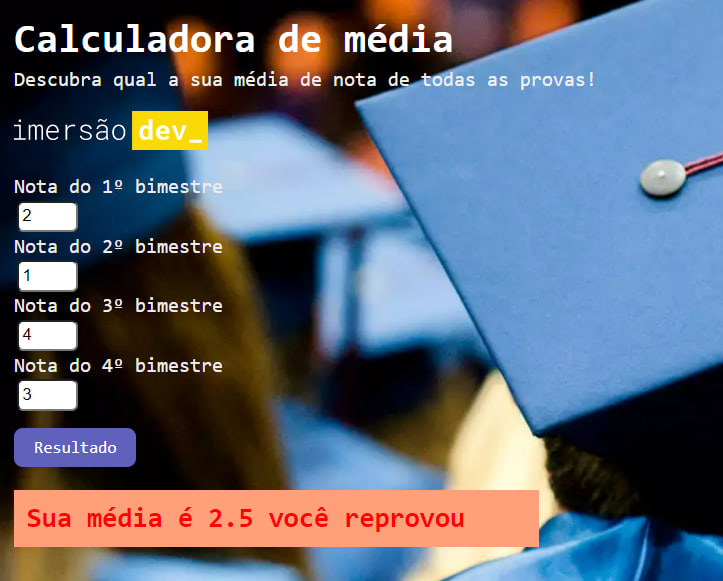 Calculadora de média
Descubra qual a sua média de nota de todas as provas!
imersão dev_
Nota do 1º bimestre
2
Nota do 2º bimestre
1
Nota do 3º bimestre
4
Nota do 4º bimestre
3
Resultado
Sua média é 2.5 você reprovou